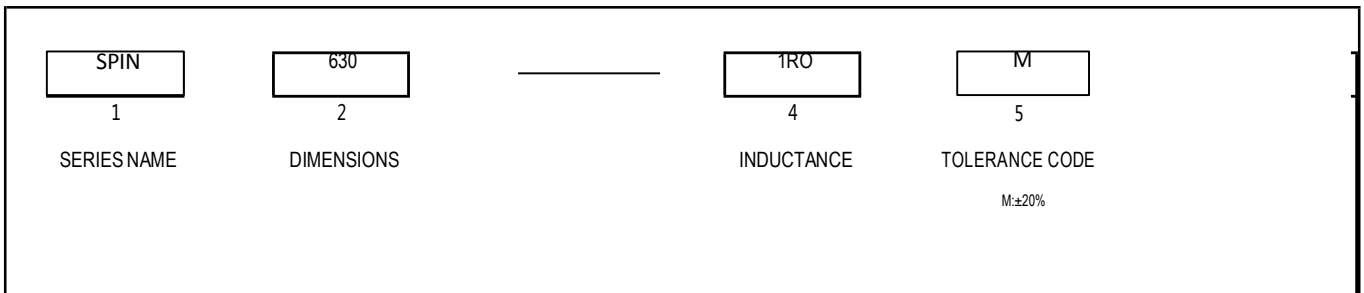 SPIN 630 1RO M
1 2 4 5
SERIES NAME DIMENSIONS INDUCTANCE TOLERANCE CODE
M:±20%